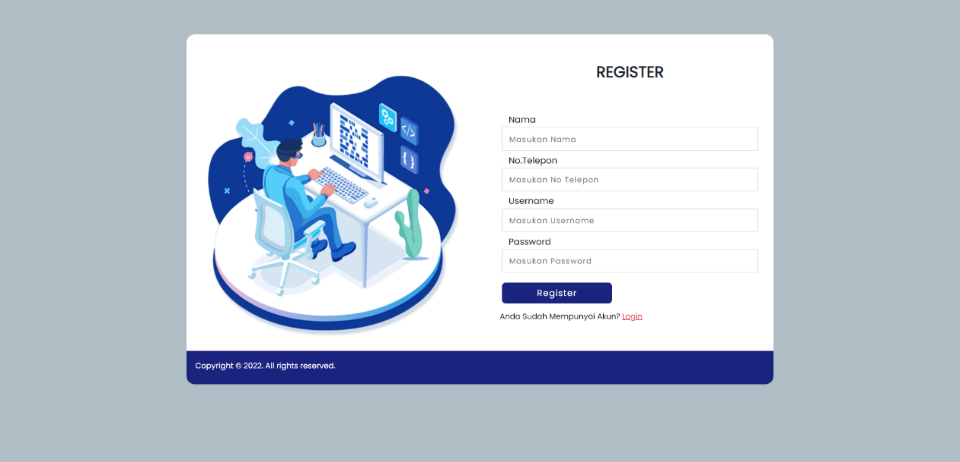 REGISTER
Nama
Masukan Nama
No.Telepon
Masukan No Telepon
Username
Masukan Username
Password
Masukan Password
Register
Anda Sudah Mempunyai Akun? Login
Copyright © 2022. All rights reserved.